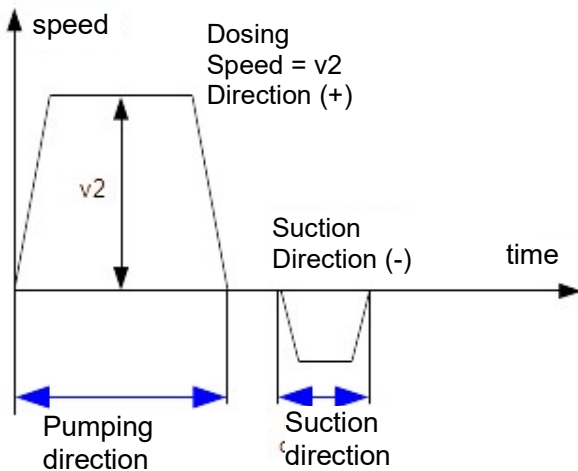 speed
Dosing
Speed = v2
Direction (+)
v2
Suction
Direction (-)
time
Pumping
direction
Suction
direction